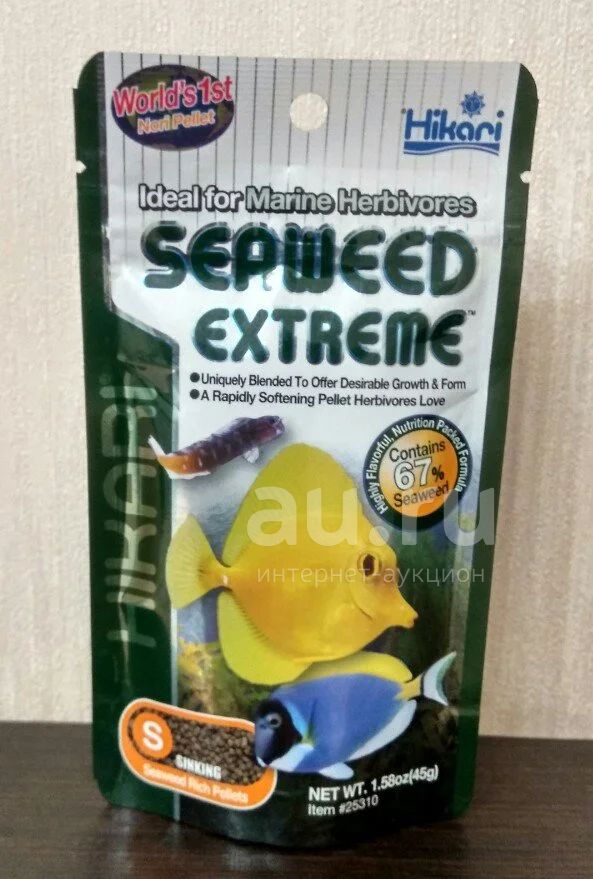 World's 1st
Nori Pellet
Hikari
Ideal for Marine Herbivores
SEAWEED
EXTREME™
●Uniquely Blended To Offer Desirable Growth & Form
●A Rapidly Softening Pellet Herbivores Love
Highly Flavorful, Nutrition Packed Formula
Contains
67%
Seaweed
HIKARI
au.ru
интернет-аукцион
S
SINKING
Seaweed Rich Pellets
NET WT. 1.58oz(45g)
Item #25310